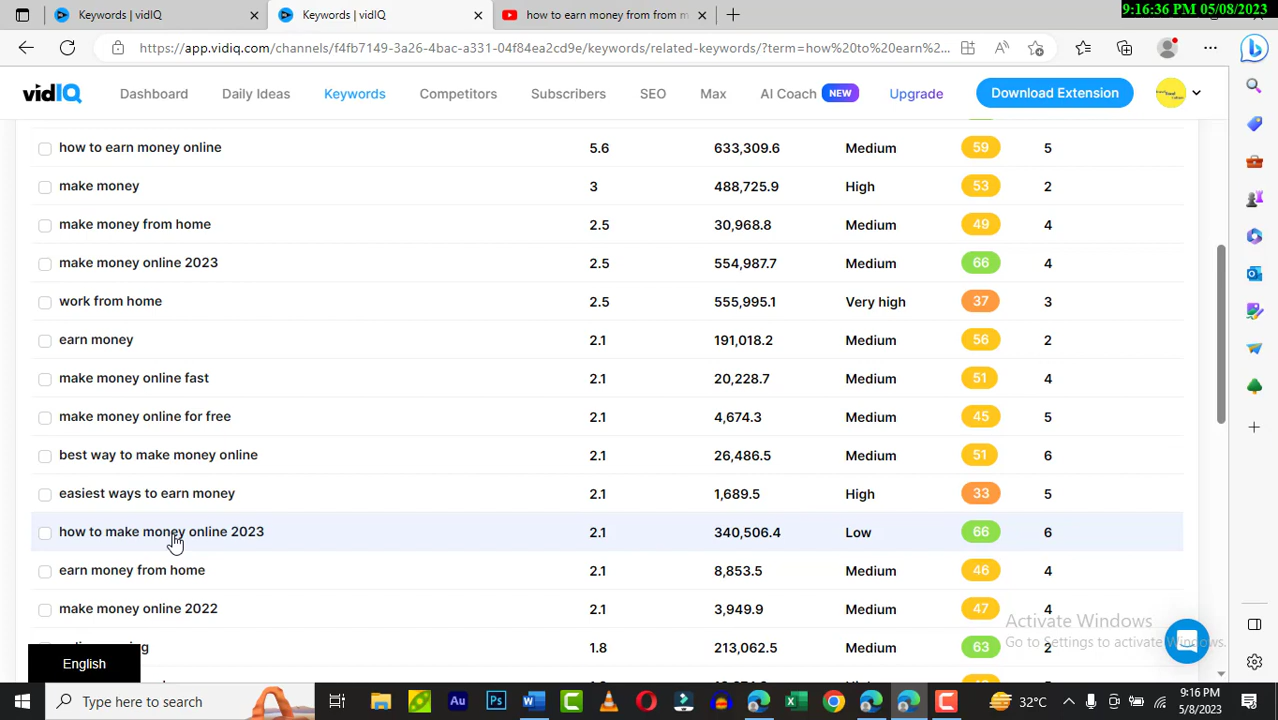 Keywords | vidIQ
Keywords | vidIQ
how to earn money from from m
9:16:36 PM 05/08/2023
https://app.vidiq.com/channels/f4fb7149-3a26-4bac-af31-04f84ea2cd9e/keywords/related-keywords/?term=how%20to%20ern%2...
vidIQ Dashboard Daily Ideas Keywords Competitors Subscribers SEO Max AI Coach NEW Upgrade Download Extension
how to earn money online 5.6 633,309.6 Medium 59 5
make money 3 488,725.9 High 53 2
make money from home 2.5 30,968.8 Medium 49 4
make money online 2023 2.5 554,987.7 Medium 66 4
work from home 2.5 555,995.1 Very high 37 3
earn money 2.1 191,018.2 Medium 56 2
make money online fast 2.1 20,228.7 Medium 51 4
make money online for free 2.1 4,674.3 Medium 45 5
best way to make money online 2.1 26,486.5 Medium 51 6
easiest ways to earn money 2.1 1,689.5 High 33 5
how to make money online 2023 2.1 340,506.4 Low 66 6
earn money from home 2.1 8,853.5 Medium 46 4
make money online 2022 2.1 3,949.9 Medium 47 4
1.8 213,062.5 Medium 63 2
Activate Windows
Go to Settings to activate Windows.
English
Type here to search
32°C
9:16 PM
5/8/2023